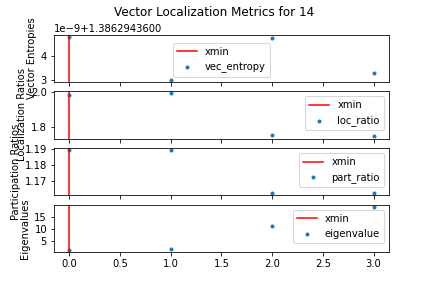 Vector Localization Metrics for 14
1e−9+1.3862943600
Vector Entropies
4
3
xmin
vec_entropy
Localization Ratios
2.0
1.8
xmin
loc_ratio
Participation Ratios
1.19
1.18
1.17
xmin
part_ratio
Eigenvalues
15
10
5
xmin
eigenvalue
0.0 0.5 1.0 1.5 2.0 2.5 3.0